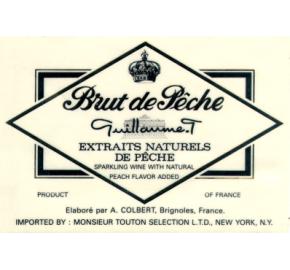 Brut de Pêche
Guillaume.T
EXTRAITS NATURELS
DE PÊCHE
SPARKLING WINE WITH NATURAL
PEACH FLAVOR ADDED
PRODUCT OF FRANCE
Elaboré par A. COLBERT, Brignoles, France.
IMPORTED BY : MONSIEUR TOUTON SELECTION L.T.D., NEW YORK, N.Y.